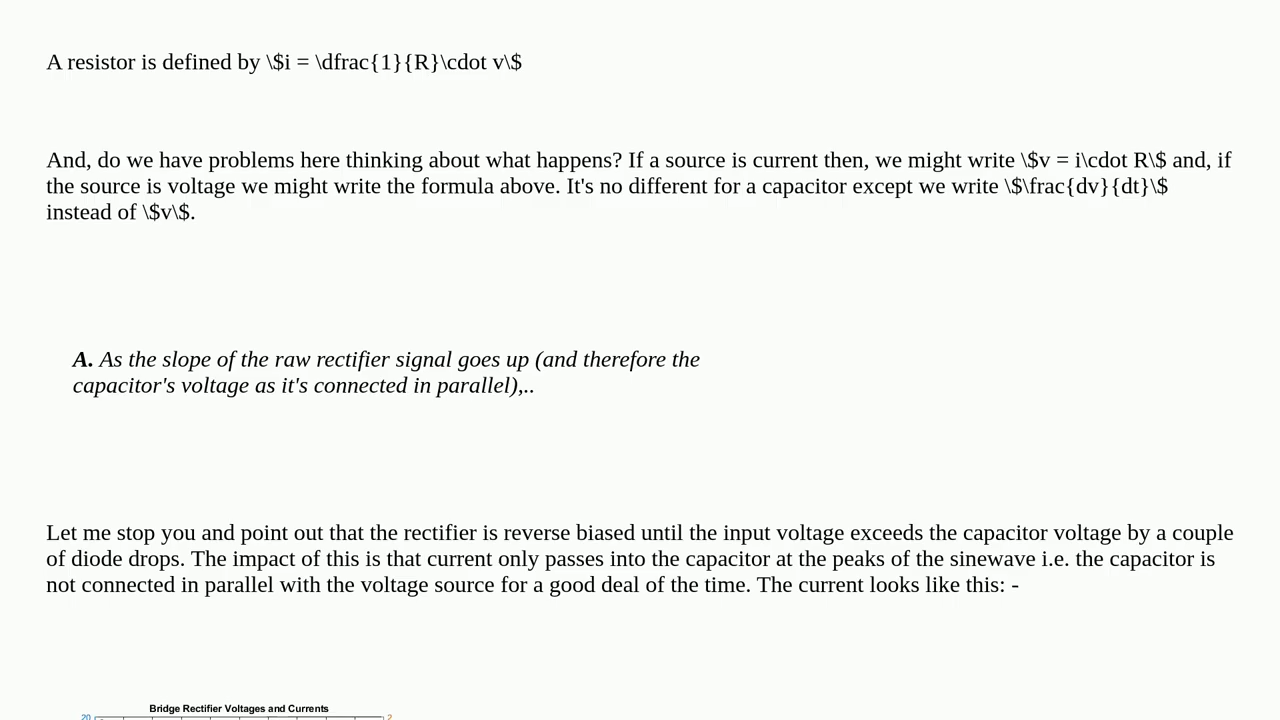 A resistor is defined by \$i = \dfrac{1}{R}\cdot v\$
And, do we have problems here thinking about what happens? If a source is current then, we might write \$v = i\cdot R\$ and, if
the source is voltage we might write the formula above. It's no different for a capacitor except we write \$\frac{dv}{dt}\$
instead of \$v\$.
A. As the slope of the raw rectifier signal goes up (and therefore the
capacitor's voltage as it's connected in parallel),..
Let me stop you and point out that the rectifier is reverse biased until the input voltage exceeds the capacitor voltage by a couple
of diode drops. The impact of this is that current only passes into the capacitor at the peaks of the sinewave i.e. the capacitor is
not connected in parallel with the voltage source for a good deal of the time. The current looks like this: -
Bridge Rectifier Voltages and Currents
20 2